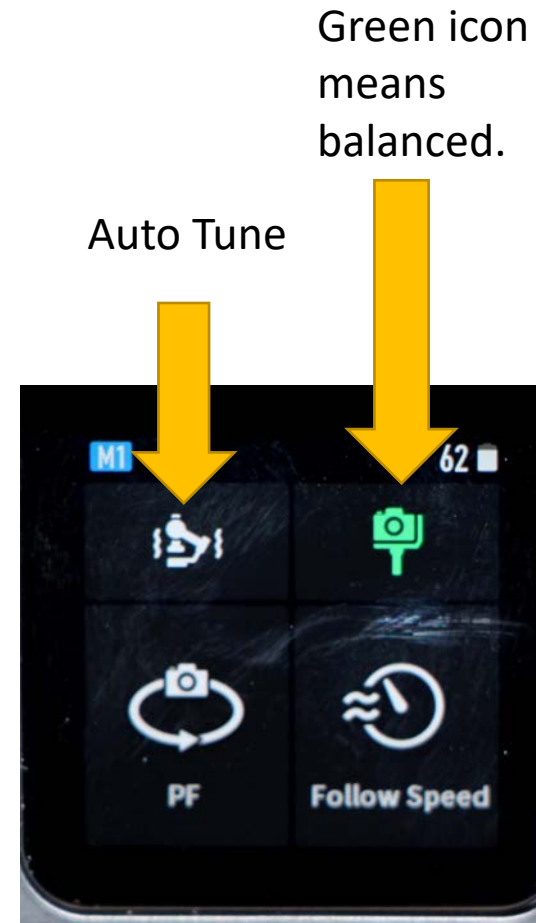 Green icon
means
balanced.
Auto Tune
M1
62
PF
Follow Speed